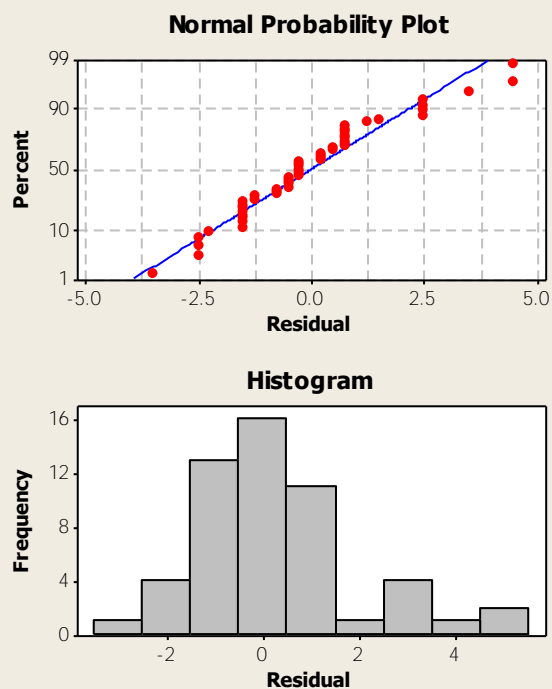 Normal Probability Plot
99
90
50
10
1
Percent
-5.0 -2.5 0.0 2.5 5.0
Residual
Histogram
16
12
8
4
0
Frequency
-2 0 2 4
Residual